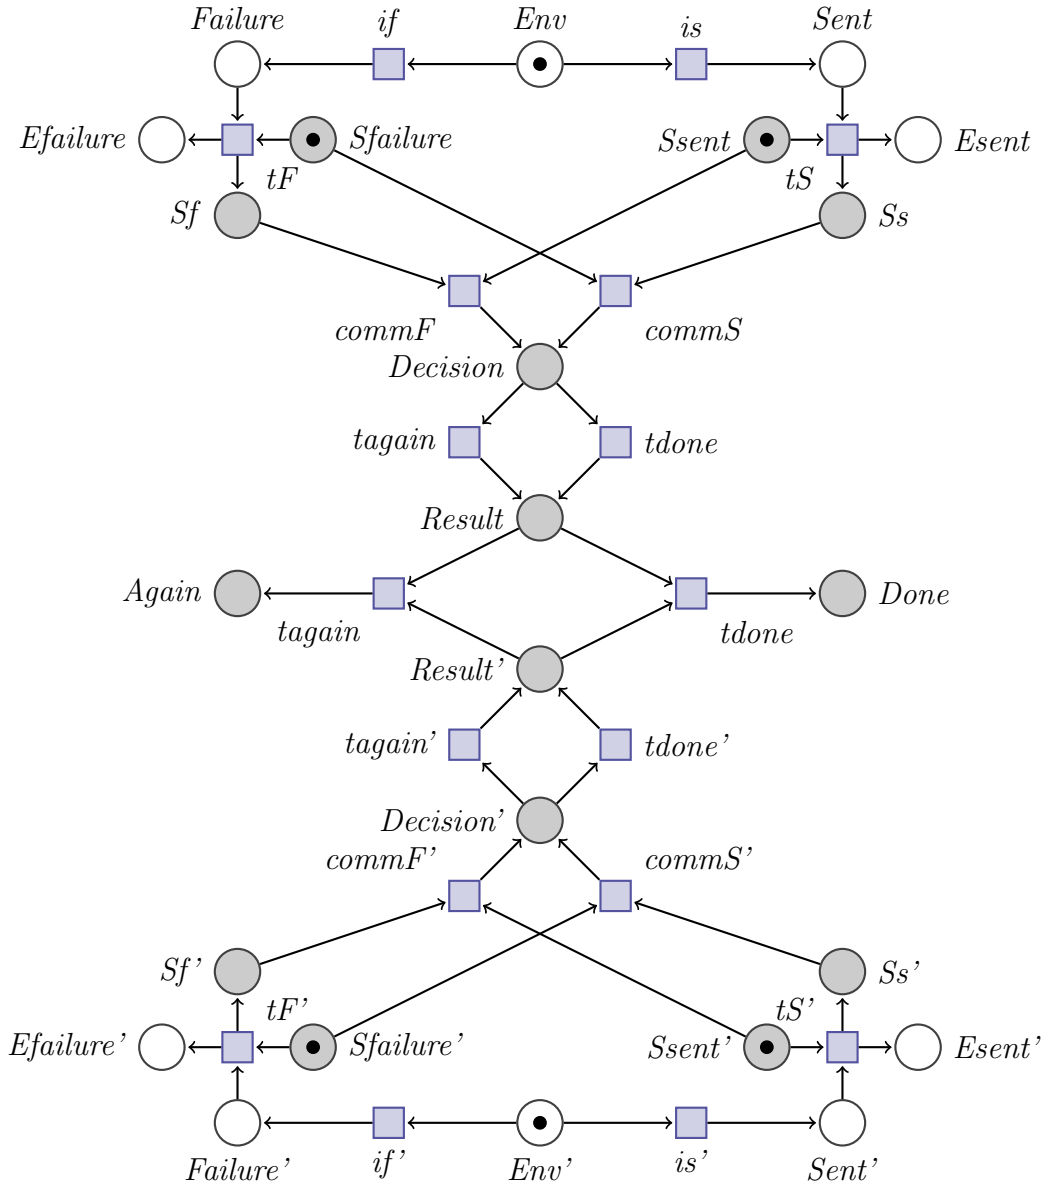 Failure if Env is Sent
Efailure Sfailure Ssent Esent
tF tS
Sf Ss
commF commS
Decision
tagain tdone
Result
Again Done
tagain tdone
Result'
tagain' tdone'
Decision'
commF' commS'
Sf' Ss'
tF' tS'
Efailure' Sfailure' Ssent' Esent'
Failure' if' Env' is' Sent'